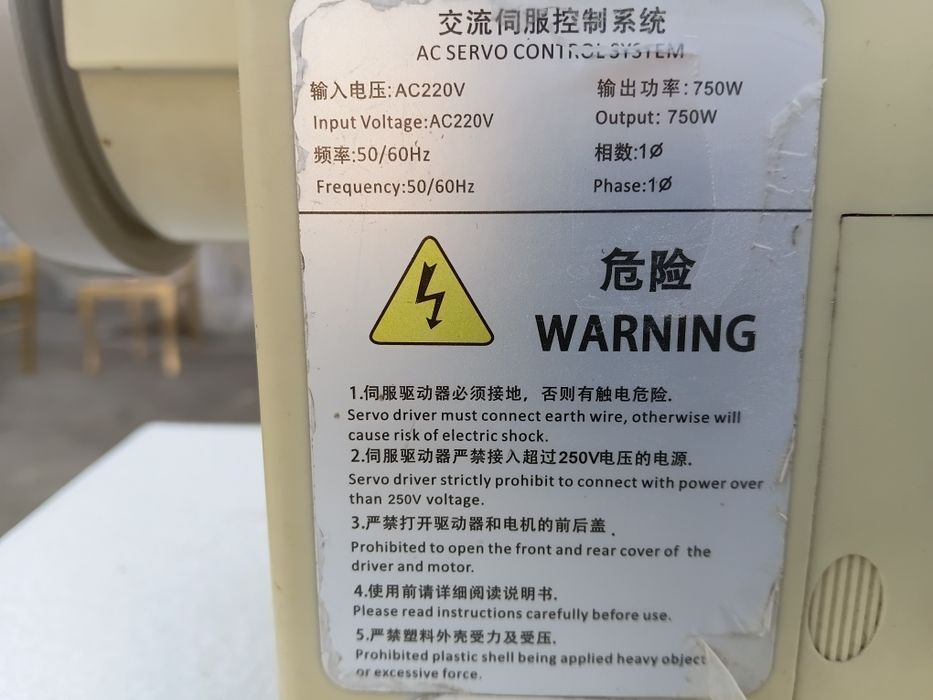 交流伺服控制系统
AC SERVO CONTROL SYSTEM
输入电压:AC220V 输出功率:750W
Input Voltage:AC220V Output: 750W
频率:50/60Hz 相数:1Ø
Frequency:50/60Hz Phase:1Ø
危险
WARNING
1.伺服驱动器必须接地，否则有触电危险.
Servo driver must connect earth wire, otherwise will
cause risk of electric shock.
2.伺服驱动器严禁接入超过250V电压的电源.
Servo driver strictly prohibit to connect with power over
than 250V voltage.
3.严禁打开驱动器和电机的前后盖.
Prohibited to open the front and rear cover of the
driver and motor.
4.使用前请详细阅读说明书.
Please read instructions carefully before use.
5.严禁塑料外壳受力及受压.
Prohibited plastic shell being applied heavy object
or excessive force.